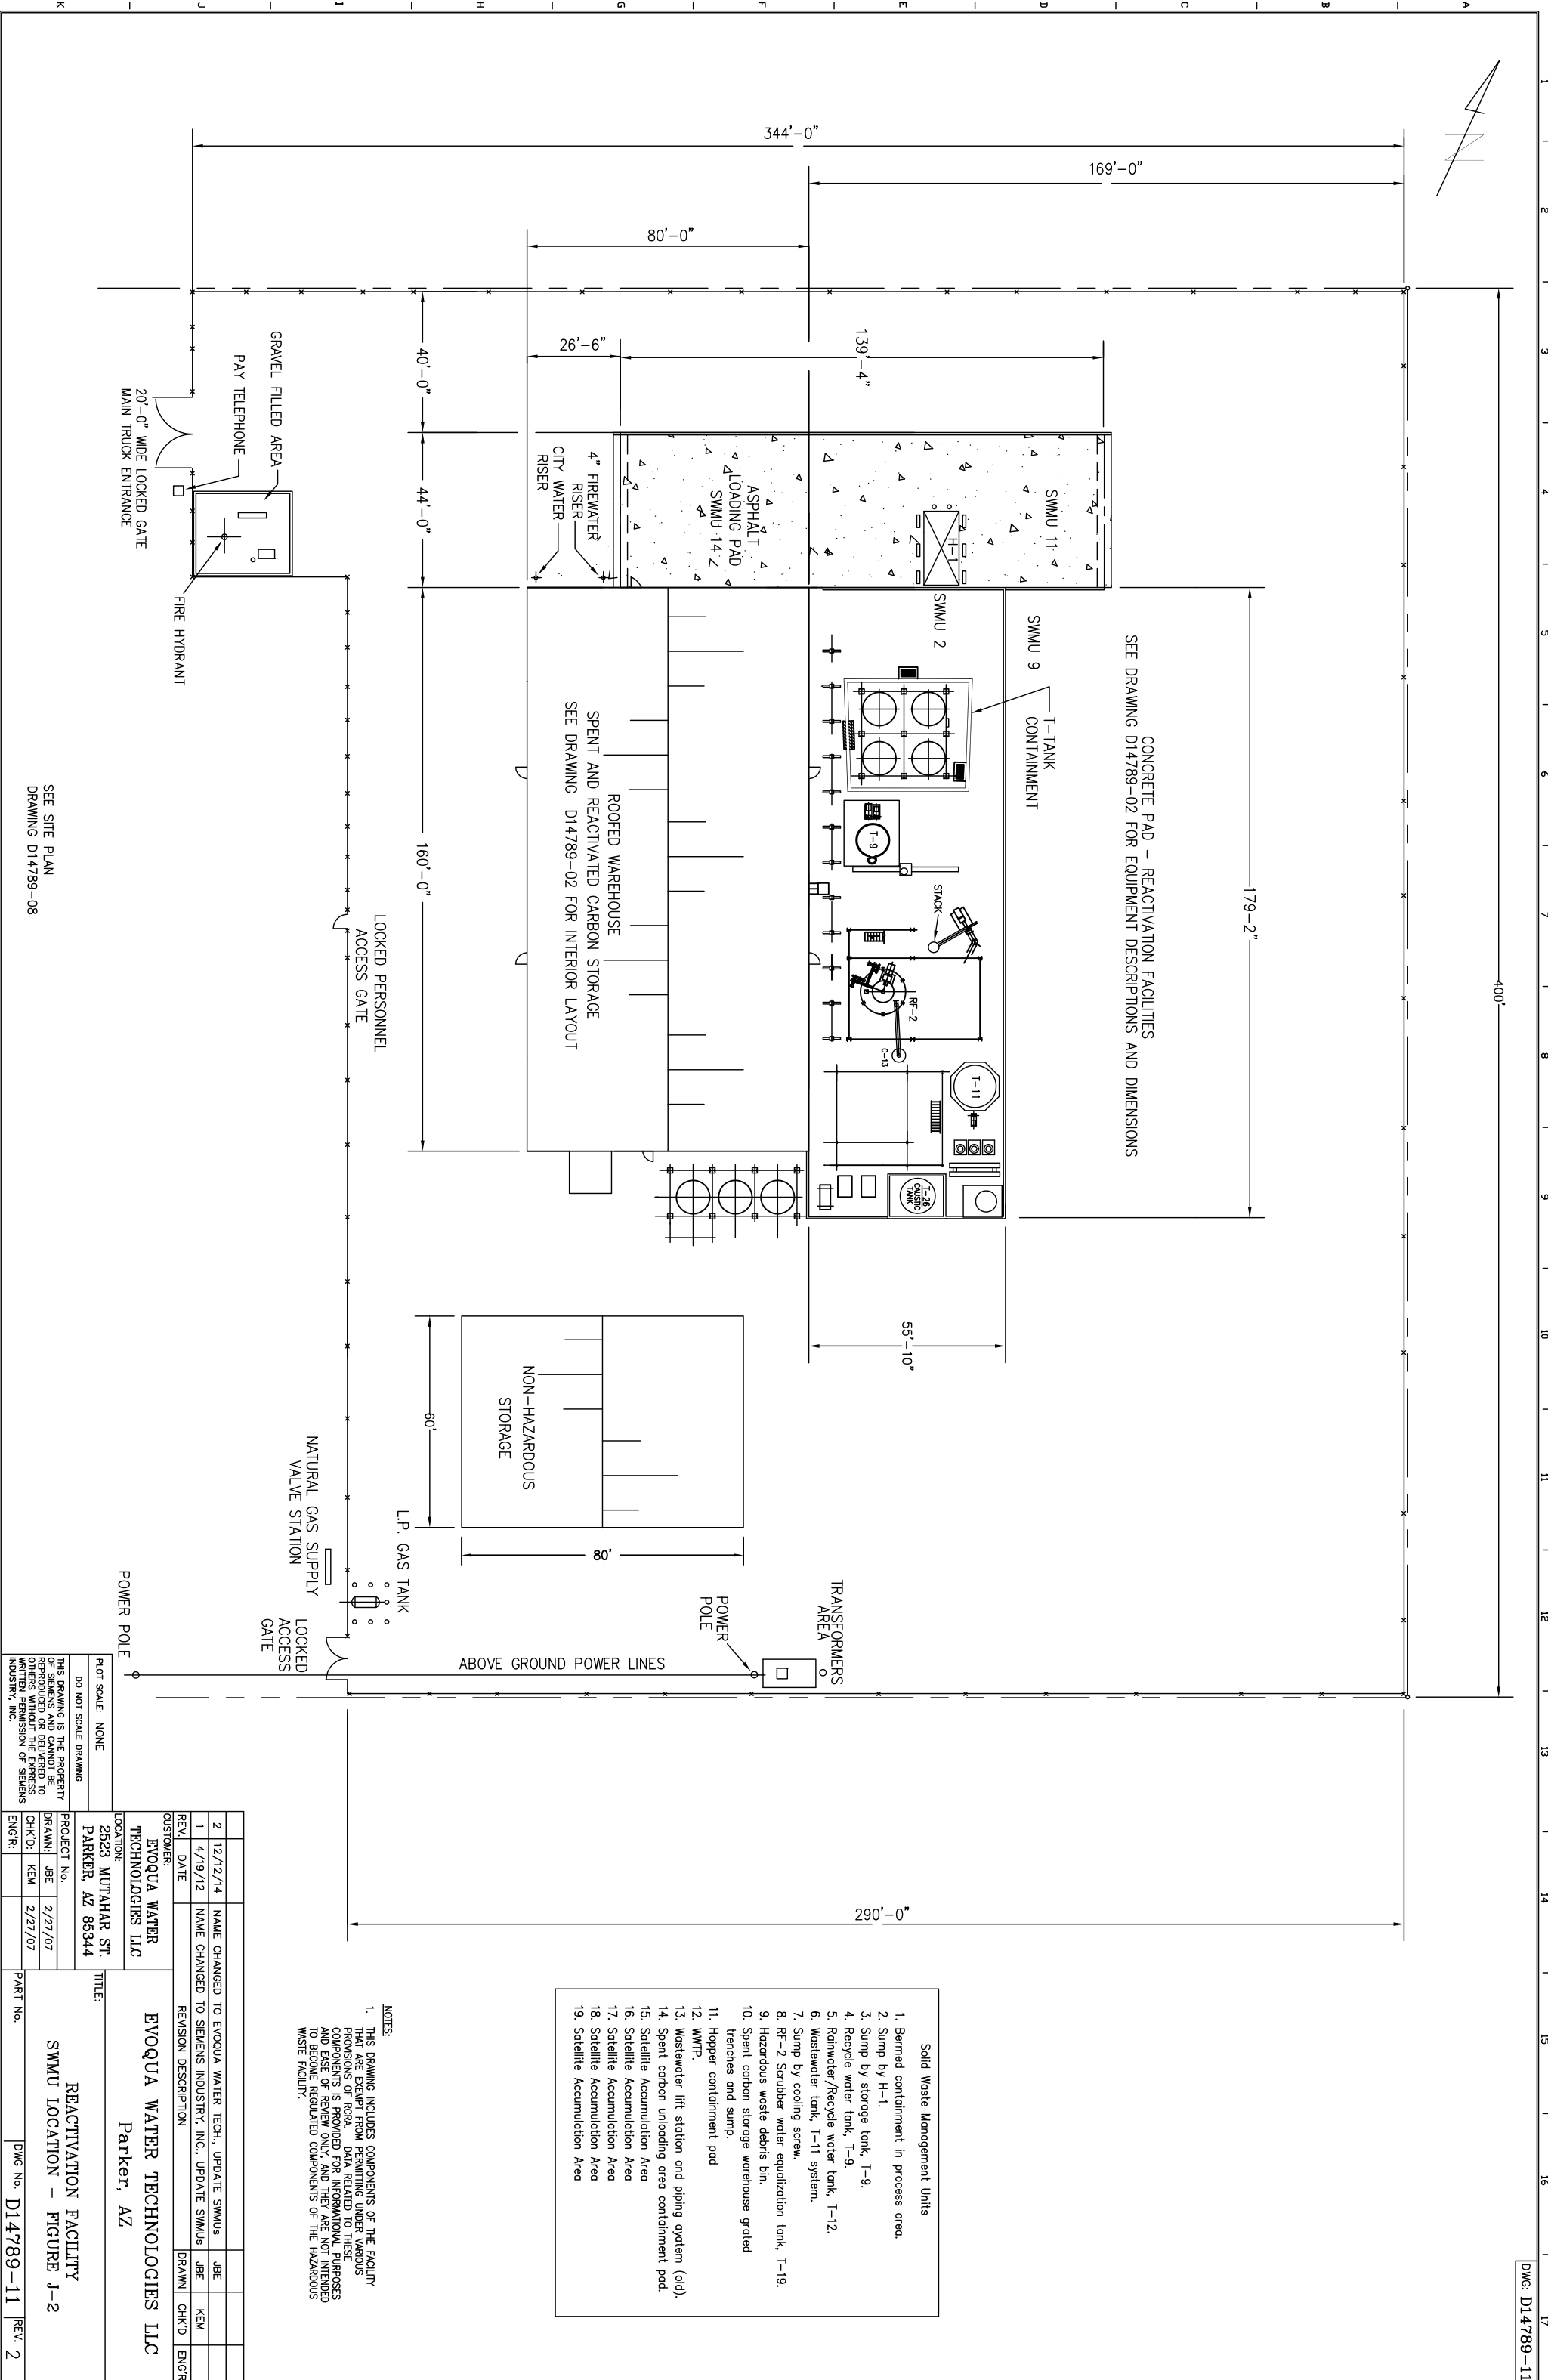 DWG: D14789-11
1
2
3
4
5
6
7
8
9
10
11
12
13
14
15
16
17
A
B
C
D
E
F
G
H
I
J
K
N
400'
344'-0"
169'-0"
80'-0"
139'-4"
26'-6"
40'-0"
44'-0"
160'-0"
179'-2"
55'-10"
60'
80'
290'-0"
CONCRETE PAD - REACTIVATION FACILITIES
SEE DRAWING D14789-02 FOR EQUIPMENT DESCRIPTIONS AND DIMENSIONS
SWMU 11
H-1
ASPHALT
LOADING PAD
SWMU 14
SWMU 9
SWMU 2
T-TANK
CONTAINMENT
T-9
STACK
RF-2
C-13
T-11
T-26
CAUSTIC
TANK
4" FIREWATER
RISER
CITY WATER
RISER
ROOFED WAREHOUSE
SPENT AND REACTIVATED CARBON STORAGE
SEE DRAWING D14789-02 FOR INTERIOR LAYOUT
GRAVEL FILLED AREA
PAY TELEPHONE
20'-0" WIDE LOCKED GATE
MAIN TRUCK ENTRANCE
FIRE HYDRANT
LOCKED PERSONNEL
ACCESS GATE
SEE SITE PLAN
DRAWING D14789-08
NON-HAZARDOUS
STORAGE
TRANSFORMERS
AREA
POWER
POLE
ABOVE GROUND POWER LINES
L.P. GAS TANK
NATURAL GAS SUPPLY
VALVE STATION
LOCKED
ACCESS
GATE
POWER POLE
Solid Waste Management Units
1. Bermed containment in process area.
2. Sump by H-1.
3. Sump by storage tank, T-9.
4. Recycle water tank, T-9.
5. Rainwater/Recycle water tank, T-12.
6. Wastewater tank, T-11 system.
7. Sump by cooling screw.
8. RF-2 Scrubber water equalization tank, T-19.
9. Hazardous waste debris bin.
10. Spent carbon storage warehouse grated
trenches and sump.
11. Hopper containment pad
12. WWTP.
13. Wastewater lift station and piping ayatem (old).
14. Spent carbon unloading area containment pad.
15. Satellite Accumulation Area
16. Satellite Accumulation Area
17. Satellite Accumulation Area
18. Satellite Accumulation Area
19. Satellite Accumulation Area
NOTES:
1. THIS DRAWING INCLUDES COMPONENTS OF THE FACILITY
THAT ARE EXEMPT FROM PERMITTING UNDER VARIOUS
PROVISIONS OF RCRA. DATA RELATED TO THESE
COMPONENTS IS PROVIDED FOR INFORMATIONAL PURPOSES
AND EASE OF REVIEW ONLY, AND THEY ARE NOT INTENDED
TO BECOME REGULATED COMPONENTS OF THE HAZARDOUS
WASTE FACILITY.
2 12/12/14 NAME CHANGED TO EVOQUA WATER TECH., UPDATE SWMUs JBE
1 4/19/12 NAME CHANGED TO SIEMENS INDUSTRY, INC., UPDATE SWMUs JBE KEM
REV. DATE REVISION DESCRIPTION DRAWN CHK'D ENG'R
CUSTOMER:
EVOQUA WATER
TECHNOLOGIES LLC
LOCATION:
2523 MUTAHAR ST.
PARKER, AZ 85344
EVOQUA WATER TECHNOLOGIES LLC
Parker, AZ
PLOT SCALE: NONE
DO NOT SCALE DRAWING
THIS DRAWING IS THE PROPERTY
OF SIEMENS AND CANNOT BE
REPRODUCED OR DELIVERED TO
OTHERS WITHOUT THE EXPRESS
WRITTEN PERMISSION OF SIEMENS
INDUSTRY, INC.
PROJECT No.
DRAWN: JBE 2/27/07
CHK'D: KEM 2/27/07
ENG'R:
TITLE:
REACTIVATION FACILITY
SWMU LOCATION - FIGURE J-2
PART No.
DWG No. D14789-11
REV. 2